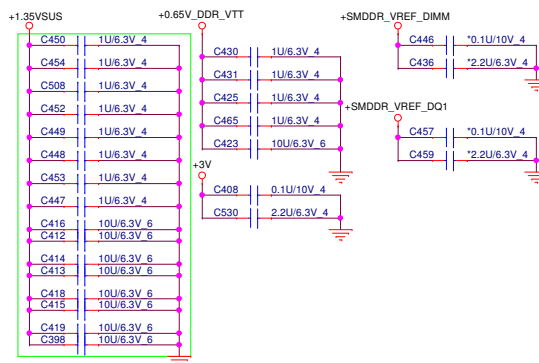 +1.35VSUS
C450 1U/6.3V_4
C454 1U/6.3V_4
C508 1U/6.3V_4
C452 1U/6.3V_4
C449 1U/6.3V_4
C448 1U/6.3V_4
C453 1U/6.3V_4
C447 1U/6.3V_4
C416 10U/6.3V_6
C412 10U/6.3V_6
C414 10U/6.3V_6
C413 10U/6.3V_6
C418 10U/6.3V_6
C415 10U/6.3V_6
C419 10U/6.3V_6
C398 10U/6.3V_6
+0.65V_DDR_VTT
C430 1U/6.3V_4
C431 1U/6.3V_4
C425 1U/6.3V_4
C465 1U/6.3V_4
C423 10U/6.3V_6
+3V
C408 0.1U/10V_4
C530 2.2U/6.3V_4
+SMDDR_VREF_DIMM
C446 *0.1U/10V_4
C436 *2.2U/6.3V_4
+SMDDR_VREF_DQ1
C457 *0.1U/10V_4
C459 *2.2U/6.3V_4